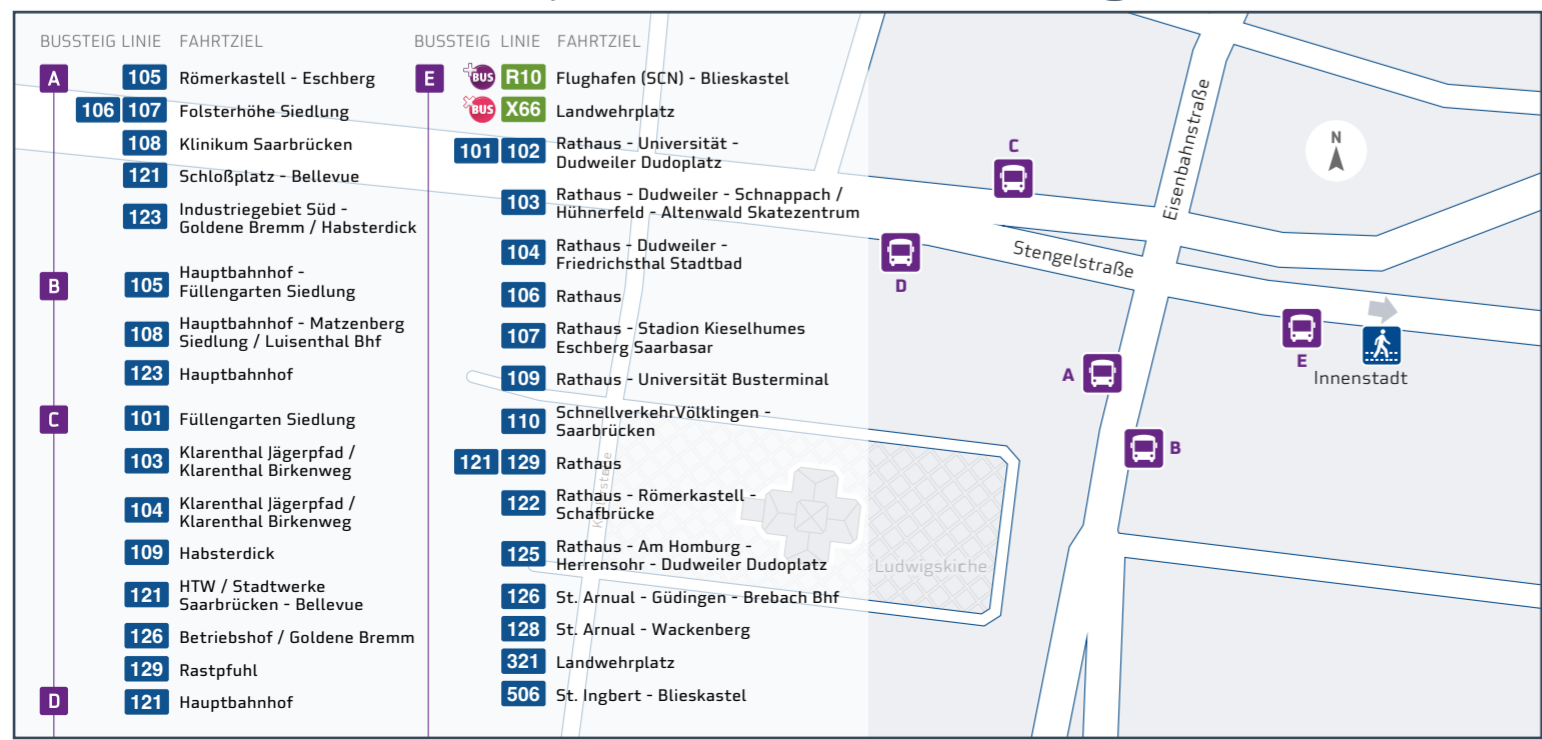 BUSSTEIG LINIE FAHRTZIEL
A 105 Römerkastell - Eschberg
106 107 Folsterhöhe Siedlung
108 Klinikum Saarbrücken
121 Schloßplatz - Bellevue
123 Industriegebiet Süd -
Goldene Bremm / Habsterdick
B 105 Hauptbahnhof -
Füllengarten Siedlung
108 Hauptbahnhof - Matzenberg
Siedlung / Luisenthal Bhf
123 Hauptbahnhof
C 101 Füllengarten Siedlung
103 Klarenthal Jägerpfad /
Klarenthal Birkenweg
104 Klarenthal Jägerpfad /
Klarenthal Birkenweg
109 Habsterdick
121 HTW / Stadtwerke
Saarbrücken - Bellevue
126 Betriebshof / Goldene Bremm
129 Rastpfuhl
D 121 Hauptbahnhof
BUSSTEIG LINIE FAHRTZIEL
E +BUS R10 Flughafen (SCN) - Blieskastel
×BUS X66 Landwehrplatz
101 102 Rathaus - Universität -
Dudweiler Dudoplatz
103 Rathaus - Dudweiler - Schnappach /
Hühnerfeld - Altenwald Skatezentrum
104 Rathaus - Dudweiler -
Friedrichsthal Stadtbad
106 Rathaus
107 Rathaus - Stadion Kieselhumes
Eschberg Saarbasar
109 Rathaus - Universität Busterminal
110 SchnellverkehrVölklingen -
Saarbrücken
121 129 Rathaus
122 Rathaus - Römerkastell -
Schafbrücke
125 Rathaus - Am Homburg -
Herrensohr - Dudweiler Dudoplatz
126 St. Arnual - Güdingen - Brebach Bhf
128 St. Arnual - Wackenberg
321 Landwehrplatz
506 St. Ingbert - Blieskastel
C
D
Stengelstraße
Eisenbahnstraße
N
E
Innenstadt
A
B
Ludwigskiche